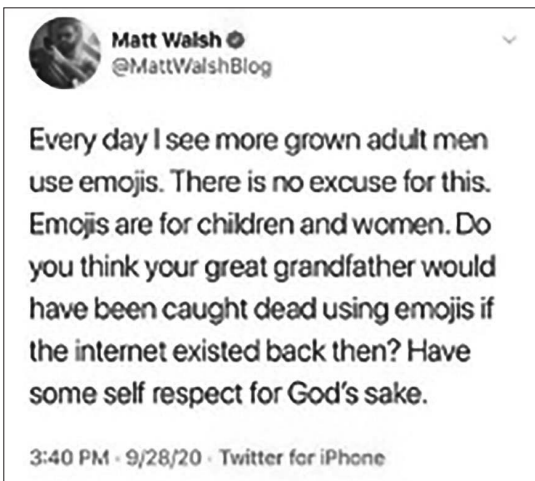 Matt Walsh
@MattWalshBlog
Every day I see more grown adult men
use emojis. There is no excuse for this.
Emojis are for children and women. Do
you think your great grandfather would
have been caught dead using emojis if
the internet existed back then? Have
some self respect for God's sake.
3:40 PM · 9/28/20 · Twitter for iPhone